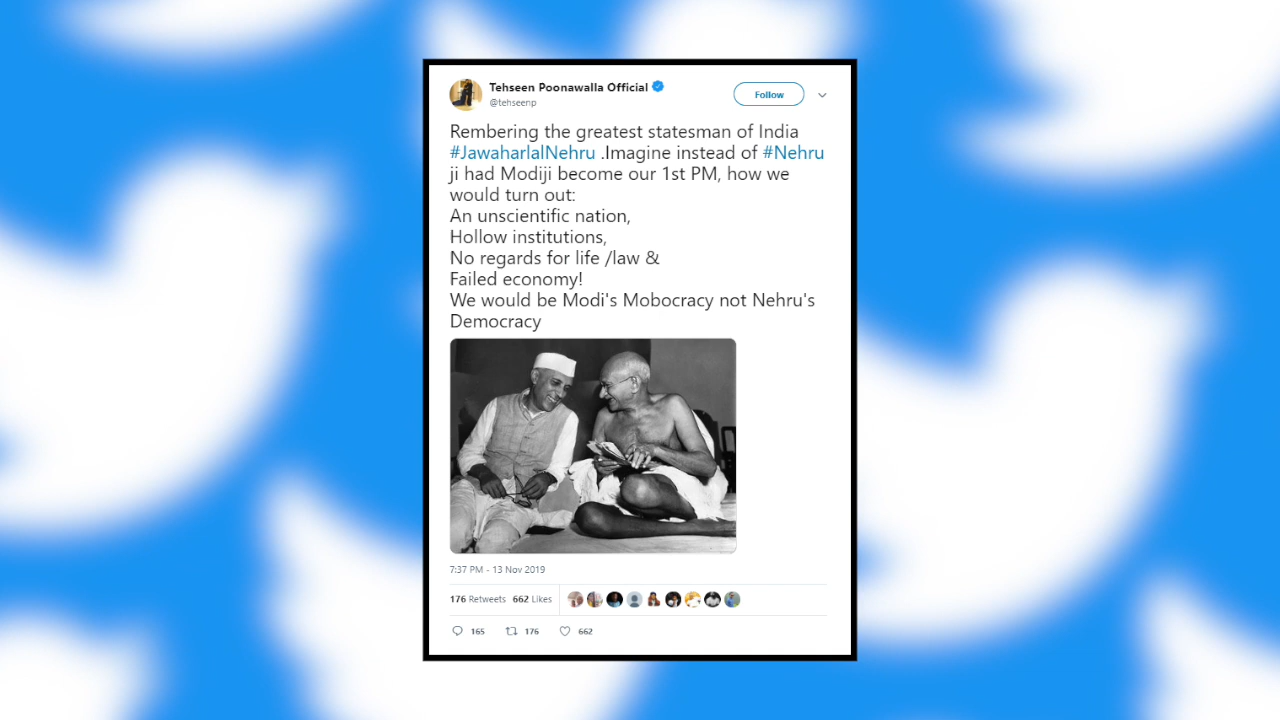 Tehseen Poonawalla Official
@tehseenp
Follow
Rembering the greatest statesman of India
#JawaharlalNehru .Imagine instead of #Nehru
ji had Modiji become our 1st PM, how we
would turn out:
An unscientific nation,
Hollow institutions,
No regards for life /law &
Failed economy!
We would be Modi's Mobocracy not Nehru's
Democracy
7:37 PM - 13 Nov 2019
176 Retweets 662 Likes
165 176 662